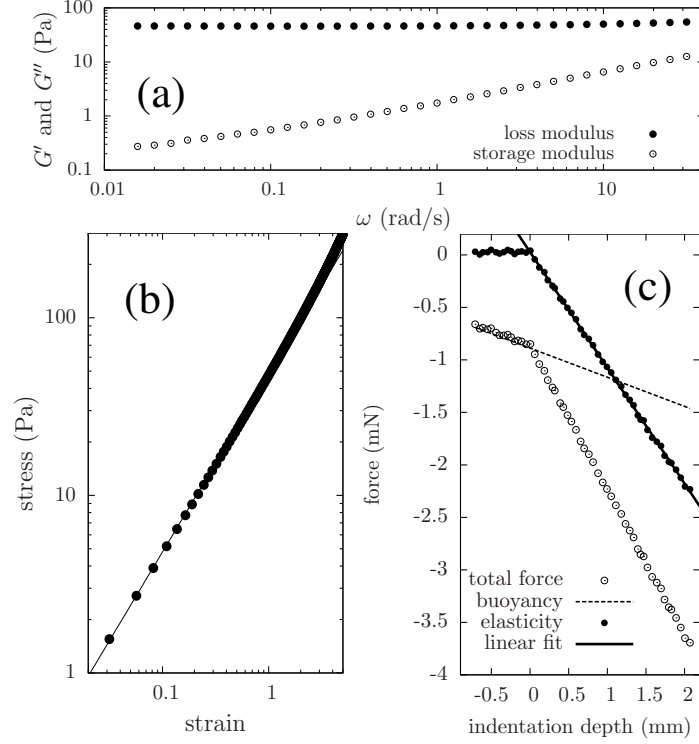 100
10
1
0.1
G′ and G″ (Pa)
(a)
loss modulus
storage modulus
0.01
0.1
1
10
ω (rad/s)
(b)
100
10
1
stress (Pa)
0.1
1
strain
(c)
0
-0.5
-1
-1.5
-2
-2.5
-3
-3.5
-4
force (mN)
total force
buoyancy
elasticity
linear fit
-0.5
0
0.5
1
1.5
2
indentation depth (mm)